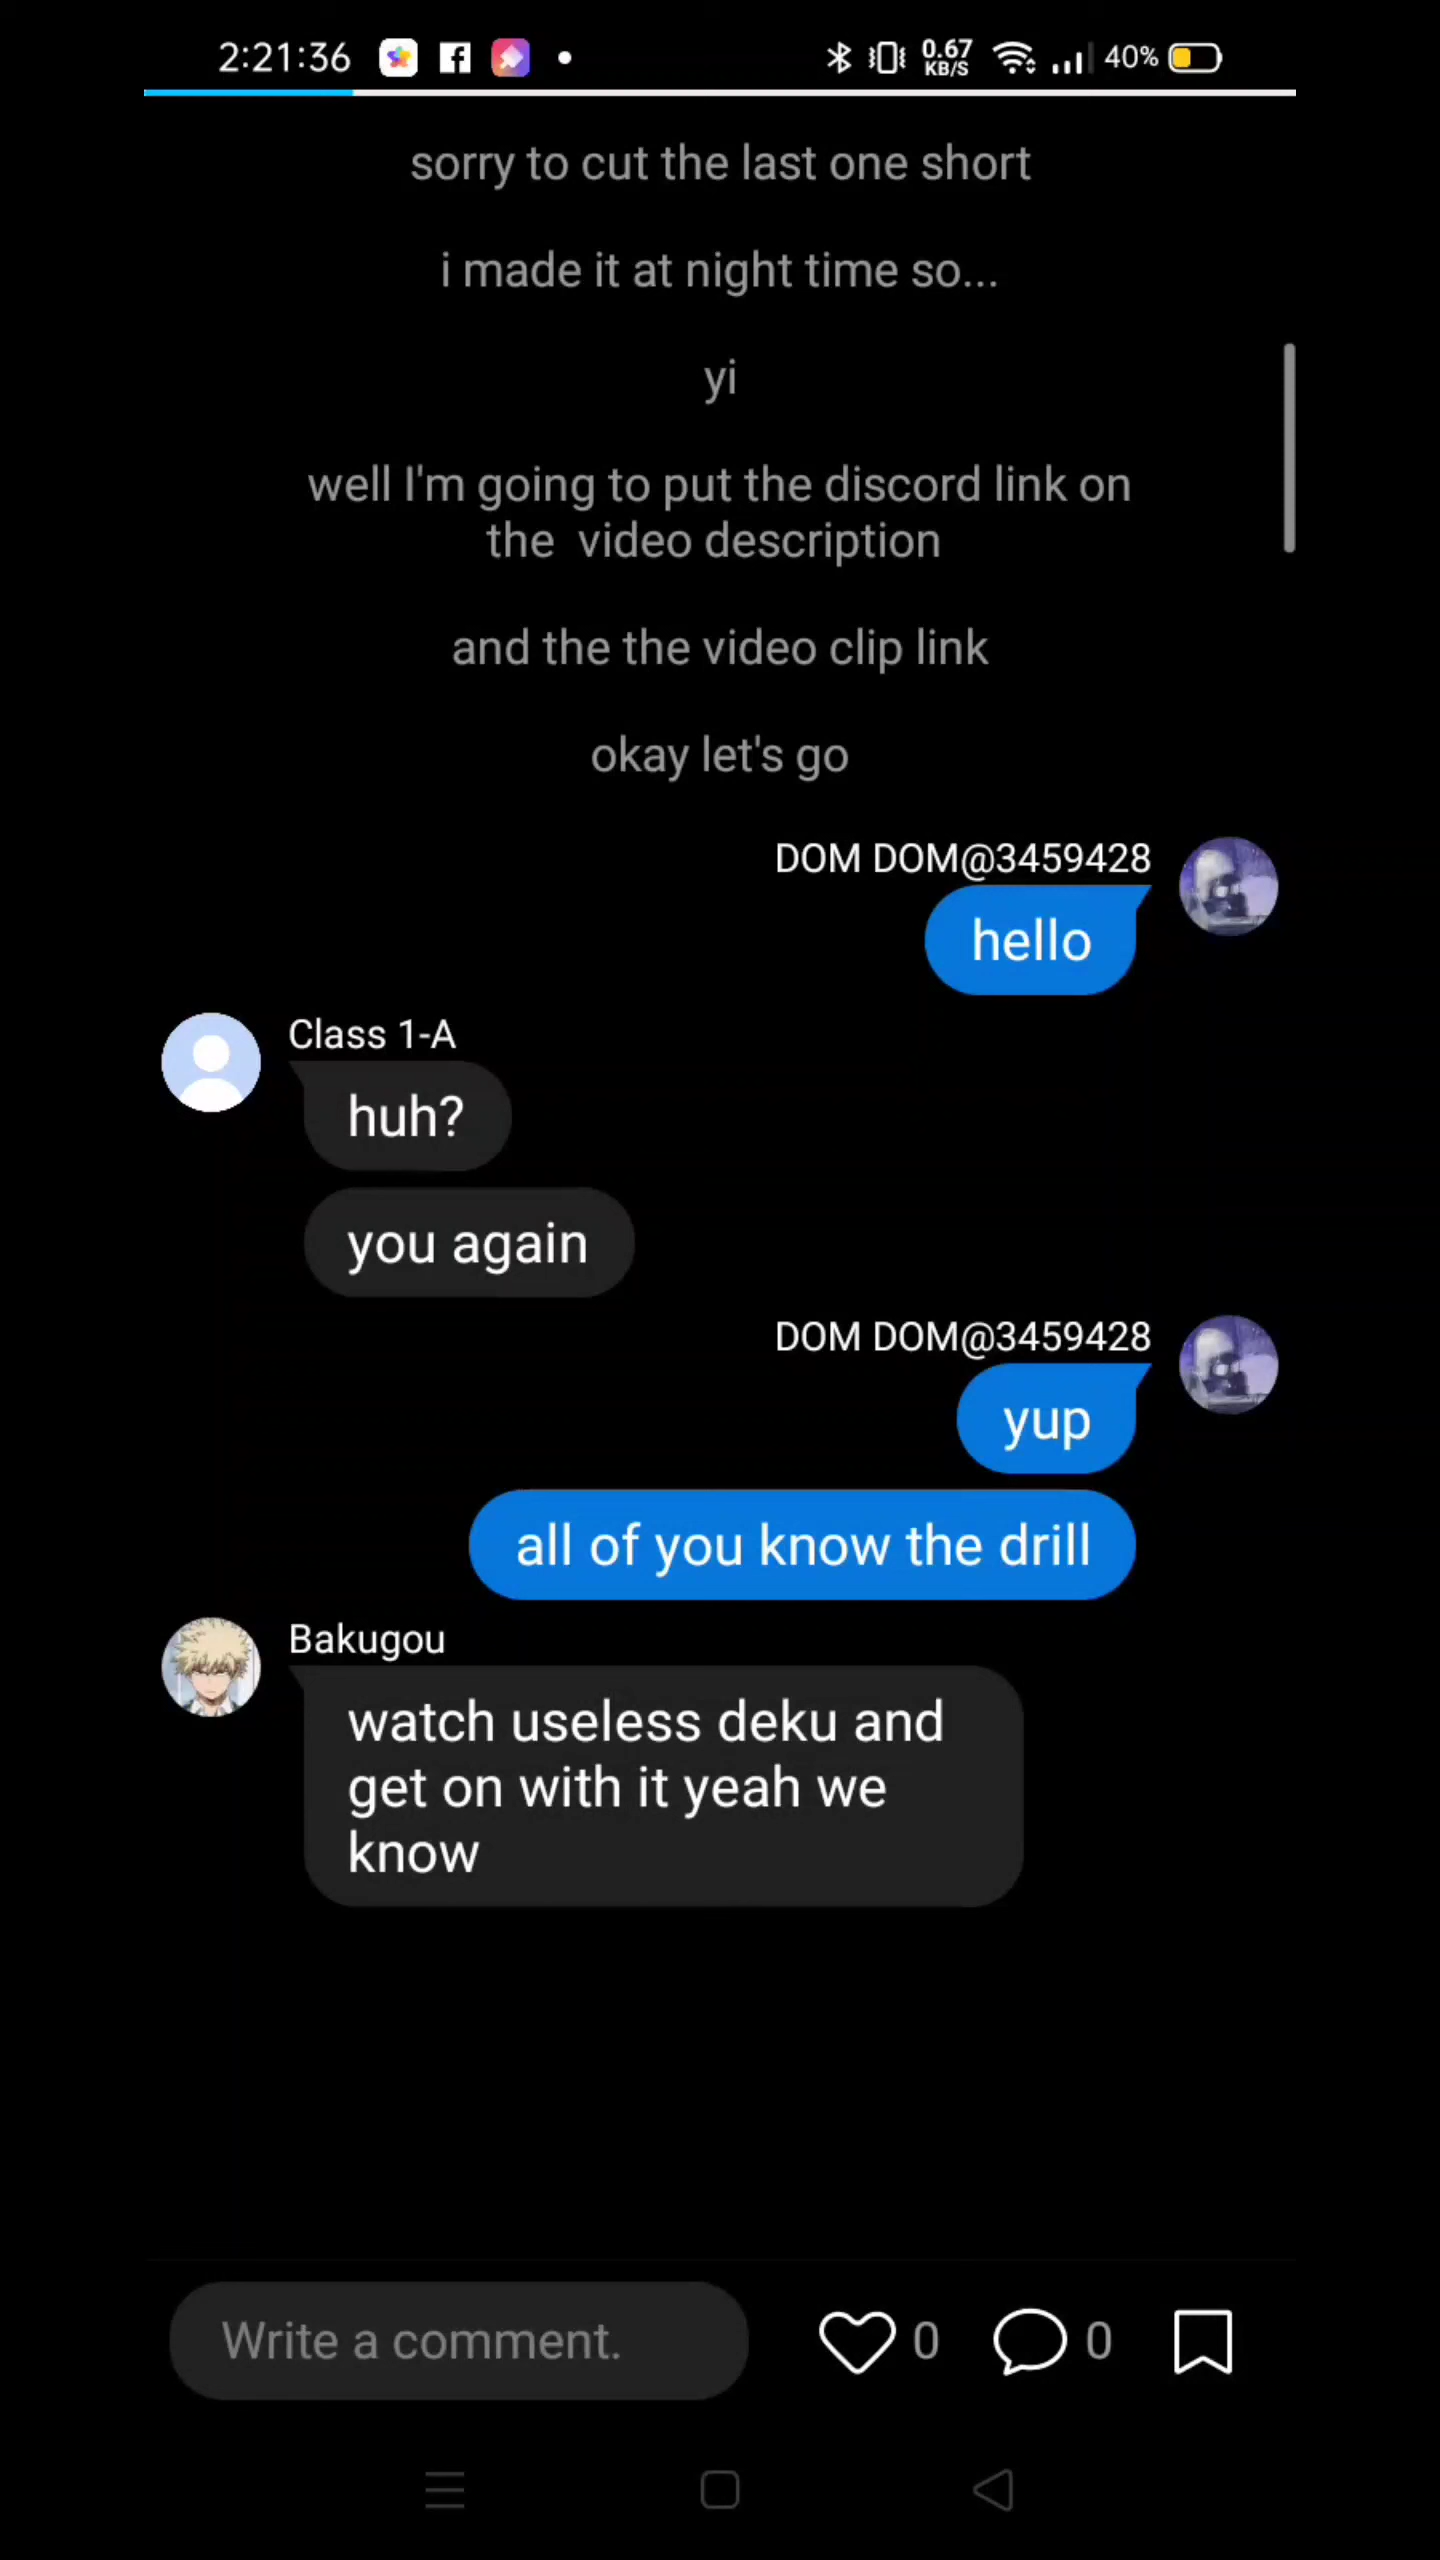 2:21:36 0.67 KB/S 40%
sorry to cut the last one short
i made it at night time so...
yi
well I'm going to put the discord link on
the  video description
and the the video clip link
okay let's go
DOM DOM@3459428
hello
Class 1-A
huh?
you again
DOM DOM@3459428
yup
all of you know the drill
Bakugou
watch useless deku and
get on with it yeah we
know
Write a comment. 0 0